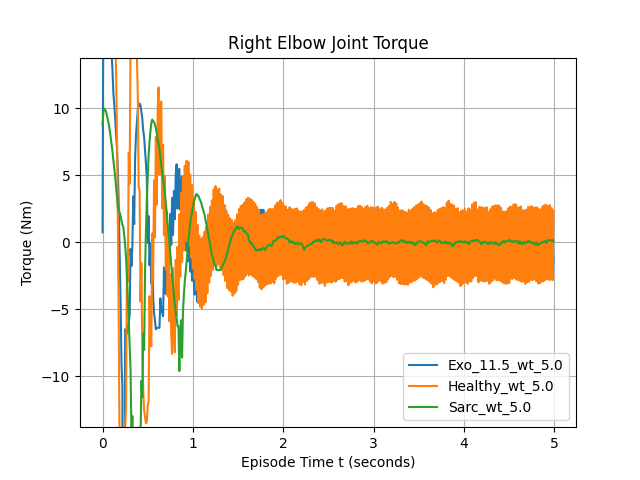 Right Elbow Joint Torque
Torque (Nm)
10
5
0
−5
−10
0
1
2
3
4
5
Episode Time t (seconds)
Exo_11.5_wt_5.0
Healthy_wt_5.0
Sarc_wt_5.0